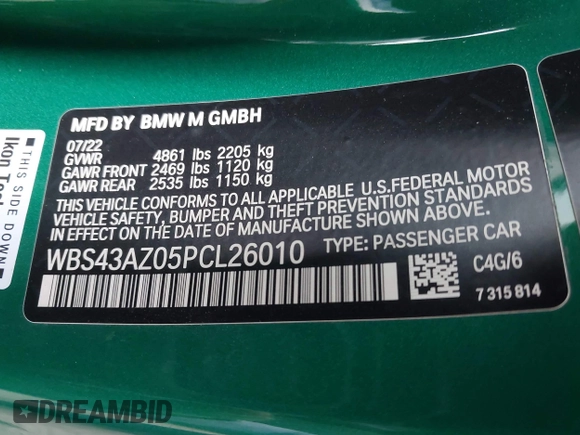 MFD BY BMW M GMBH
07/22
GVWR 4861 lbs 2205 kg
GAWR FRONT 2469 lbs 1120 kg
GAWR REAR 2535 lbs 1150 kg
THIS VEHICLE CONFORMS TO ALL APPLICABLE U.S.FEDERAL MOTOR
VEHICLE SAFETY, BUMPER AND THEFT PREVENTION STANDARDS
IN EFFECT ON THE DATE OF MANUFACTURE SHOWN ABOVE.
WBS43AZ05PCL26010 TYPE: PASSENGER CAR
C4G/6
7 315 814
THIS SIDE DOWN
Ikon
DREAMBID